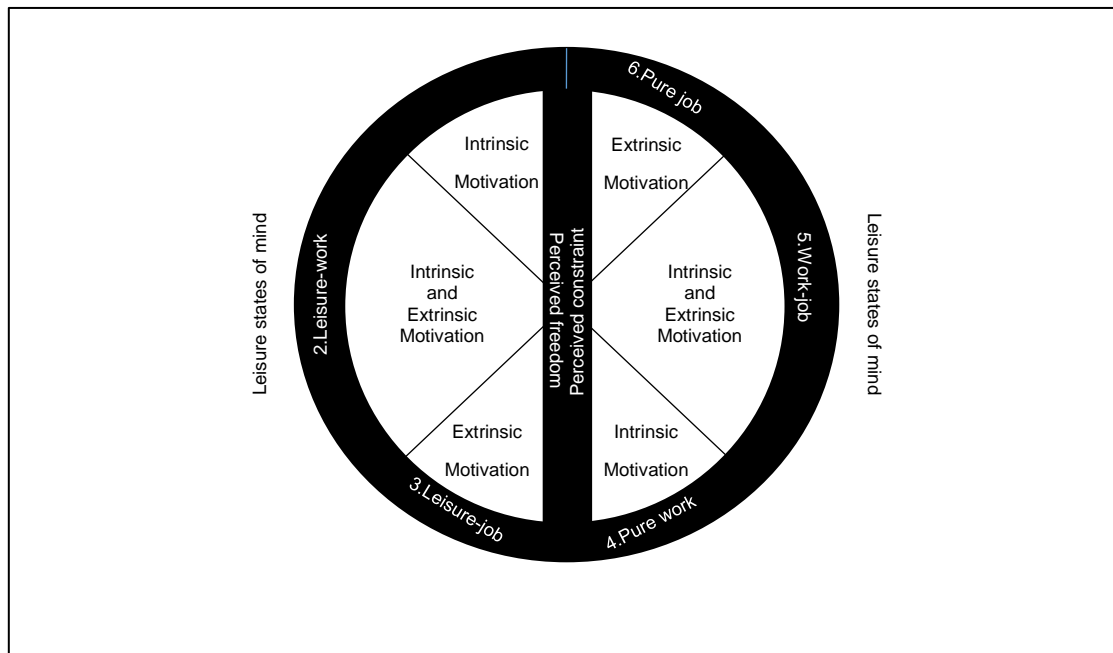 6.Pure job
Intrinsic
Motivation
Extrinsic
Motivation
Leisure states of mind
2.Leisure-work
Intrinsic
and
Extrinsic
Motivation
Perceived freedom
Perceived constraint
Intrinsic
and
Extrinsic
Motivation
5.Work-job
Leisure states of mind
Extrinsic
Motivation
Intrinsic
Motivation
3.Leisure-job
4.Pure work